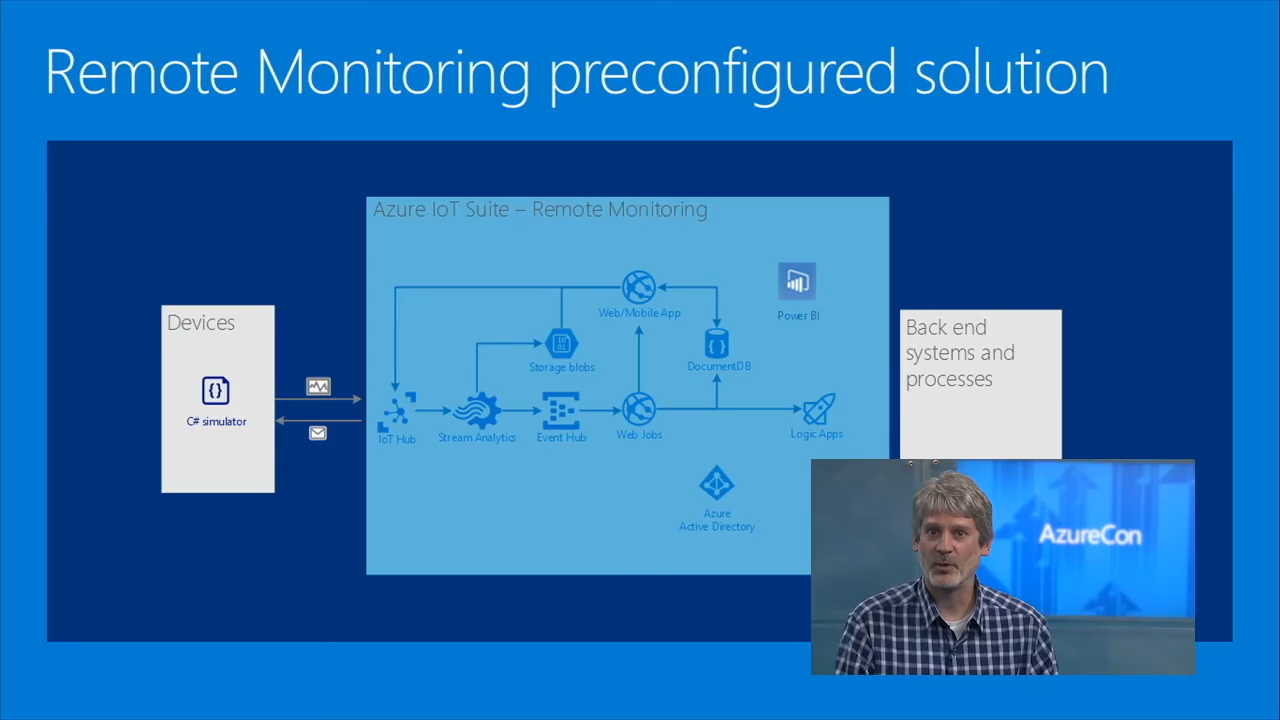 Remote Monitoring preconfigured solution
Azure IoT Suite – Remote Monitoring
Devices
C# simulator
Web/Mobile App
Power BI
10
01
Storage blobs
DocumentDB
IoT Hub
Stream Analytics
Event Hub
Web Jobs
Logic Apps
Azure
Active Directory
Back end
systems and
processes
AzureCon